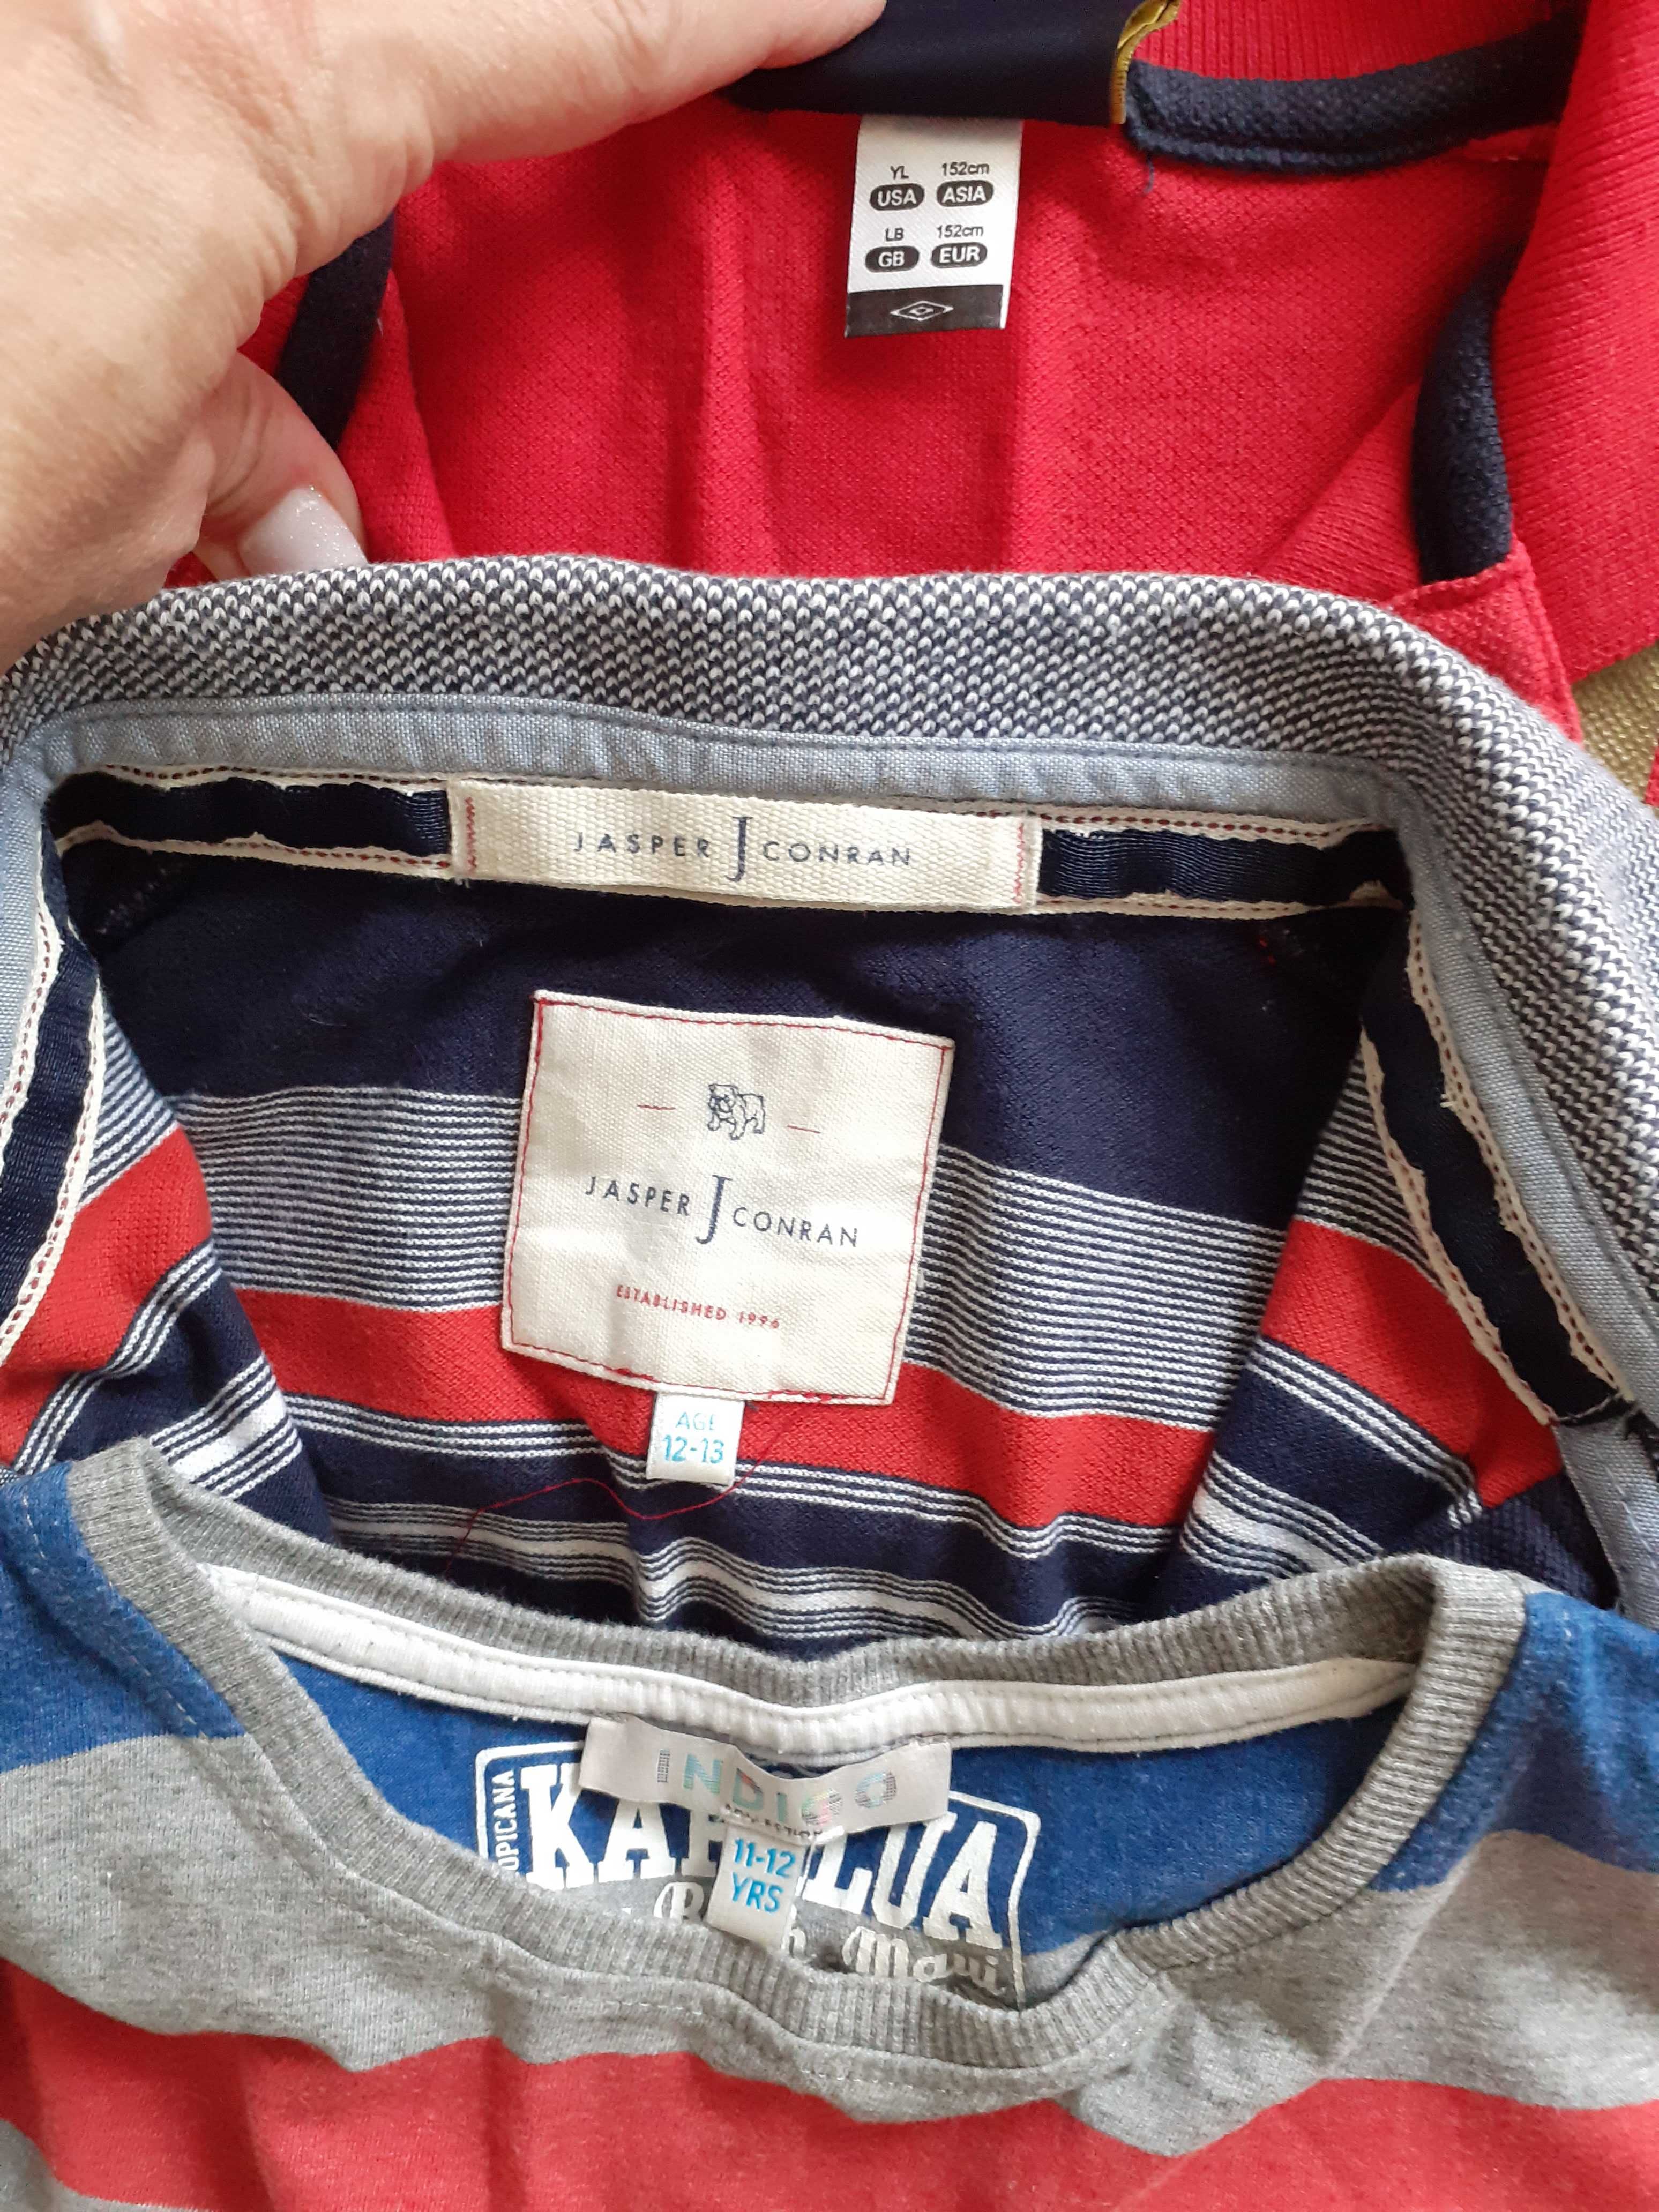 YL 152cm
USA ASIA
LB 152cm
GB EUR
JASPER J CONRAN
JASPER J CONRAN
ESTABLISHED 1996
AGE
12-13
INDIGO
11-12
YRS
Maui